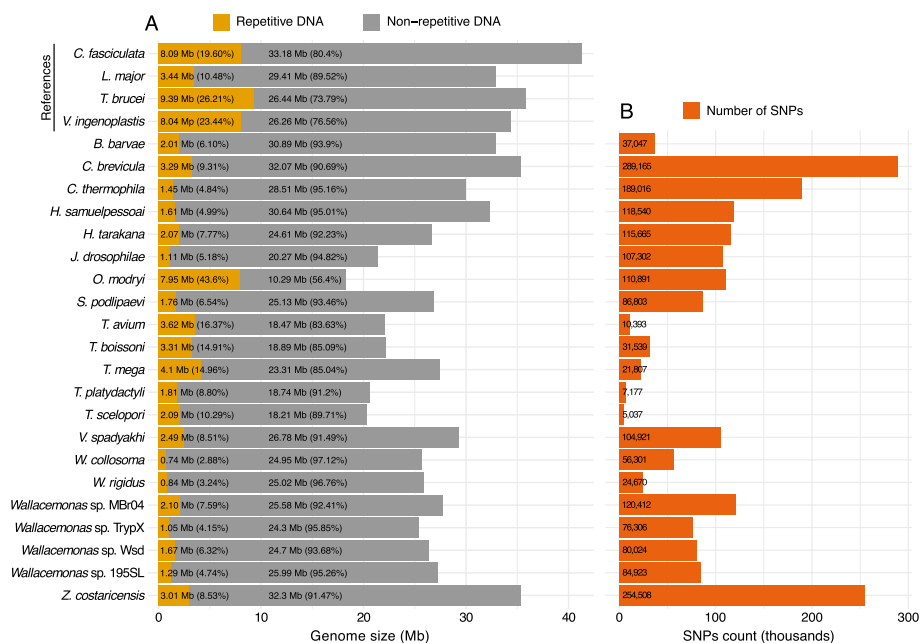 A
Repetitive DNA
Non-repetitive DNA
References
C. fasciculata 8.09 Mb (19.60%) 33.18 Mb (80.4%)
L. major 3.44 Mb (10.48%) 29.41 Mb (89.52%)
T. brucei 9.39 Mb (26.21%) 26.44 Mb (73.79%)
V. ingenoplastis 8.04 Mp (23.44%) 26.26 Mb (76.56%)
B
Number of SNPs
B. barvae 2.01 Mb (6.10%) 30.89 Mb (93.9%) 37,047
C. brevicula 3.29 Mb (9.31%) 32.07 Mb (90.69%) 289,165
C. thermophila 1.45 Mb (4.84%) 28.51 Mb (95.16%) 189,016
H. samuelpessoai 1.61 Mb (4.99%) 30.64 Mb (95.01%) 118,540
H. tarakana 2.07 Mb (7.77%) 24.61 Mb (92.23%) 115,665
J. drosophilae 1.11 Mb (5.18%) 20.27 Mb (94.82%) 107,302
O. modryi 7.95 Mb (43.6%) 10.29 Mb (56.4%) 110,891
S. podlipaevi 1.76 Mb (6.54%) 25.13 Mb (93.46%) 86,803
T. avium 3.62 Mb (16.37%) 18.47 Mb (83.63%) 10,393
T. boissoni 3.31 Mb (14.91%) 18.89 Mb (85.09%) 31,539
T. mega 4.1 Mb (14.96%) 23.31 Mb (85.04%) 21,807
T. platydactyli 1.81 Mb (8.80%) 18.74 Mb (91.2%) 7,177
T. scelopori 2.09 Mb (10.29%) 18.21 Mb (89.71%) 5,037
V. spadyakhi 2.49 Mb (8.51%) 26.78 Mb (91.49%) 104,921
W. collosoma 0.74 Mb (2.88%) 24.95 Mb (97.12%) 56,301
W. rigidus 0.84 Mb (3.24%) 25.02 Mb (96.76%) 24,670
Wallacemonas sp. MBr04 2.10 Mb (7.59%) 25.58 Mb (92.41%) 120,412
Wallacemonas sp. TrypX 1.05 Mb (4.15%) 24.3 Mb (95.85%) 76,306
Wallacemonas sp. Wsd 1.67 Mb (6.32%) 24.7 Mb (93.68%) 80,024
Wallacemonas sp. 195SL 1.29 Mb (4.74%) 25.99 Mb (95.26%) 84,923
Z. costaricensis 3.01 Mb (8.53%) 32.3 Mb (91.47%) 254,508
0 10 20 30 40 0 100 200 300
Genome size (Mb) SNPs count (thousands)